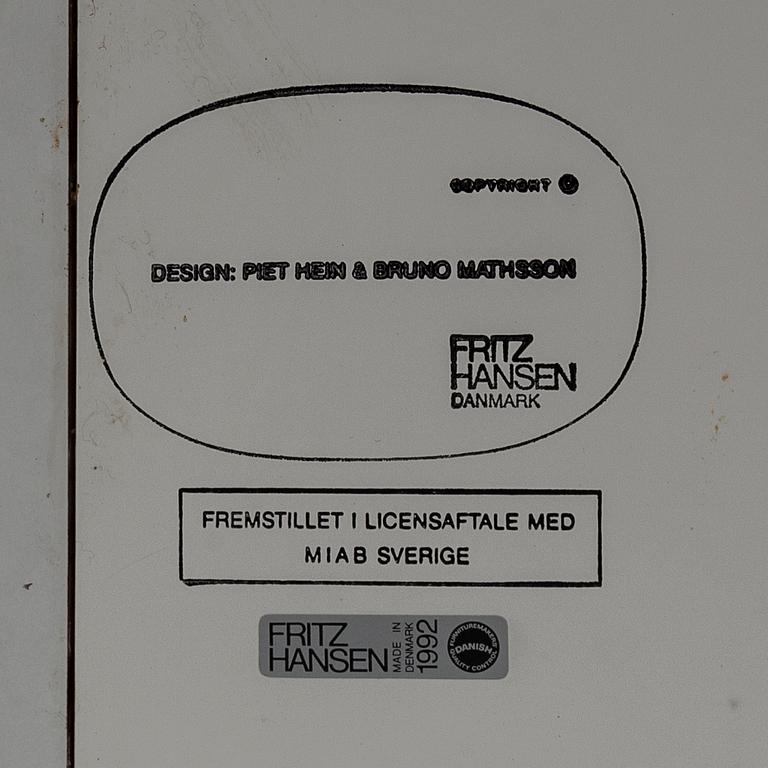 COPYRIGHT ©
DESIGN: PIET HEIN & BRUNO MATHSSON
FRITZ
HANSEN
DANMARK
FREMSTILLET I LICENSAFTALE MED
MIAB SVERIGE
FRITZ
HANSEN
MADE IN
DENMARK
1992
FURNITUREMAKERS'
DANISH
QUALITY CONTROL